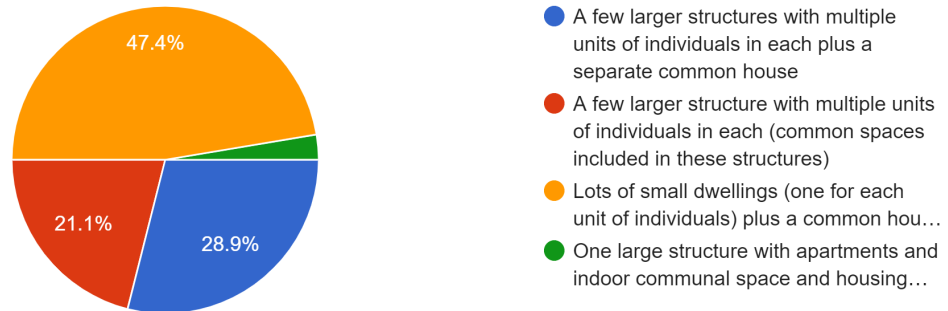 47.4%
21.1%
28.9%
A few larger structures with multiple
units of individuals in each plus a
separate common house
A few larger structure with multiple units
of individuals in each (common spaces
included in these structures)
Lots of small dwellings (one for each
unit of individuals) plus a common hou…
One large structure with apartments and
indoor communal space and housing…